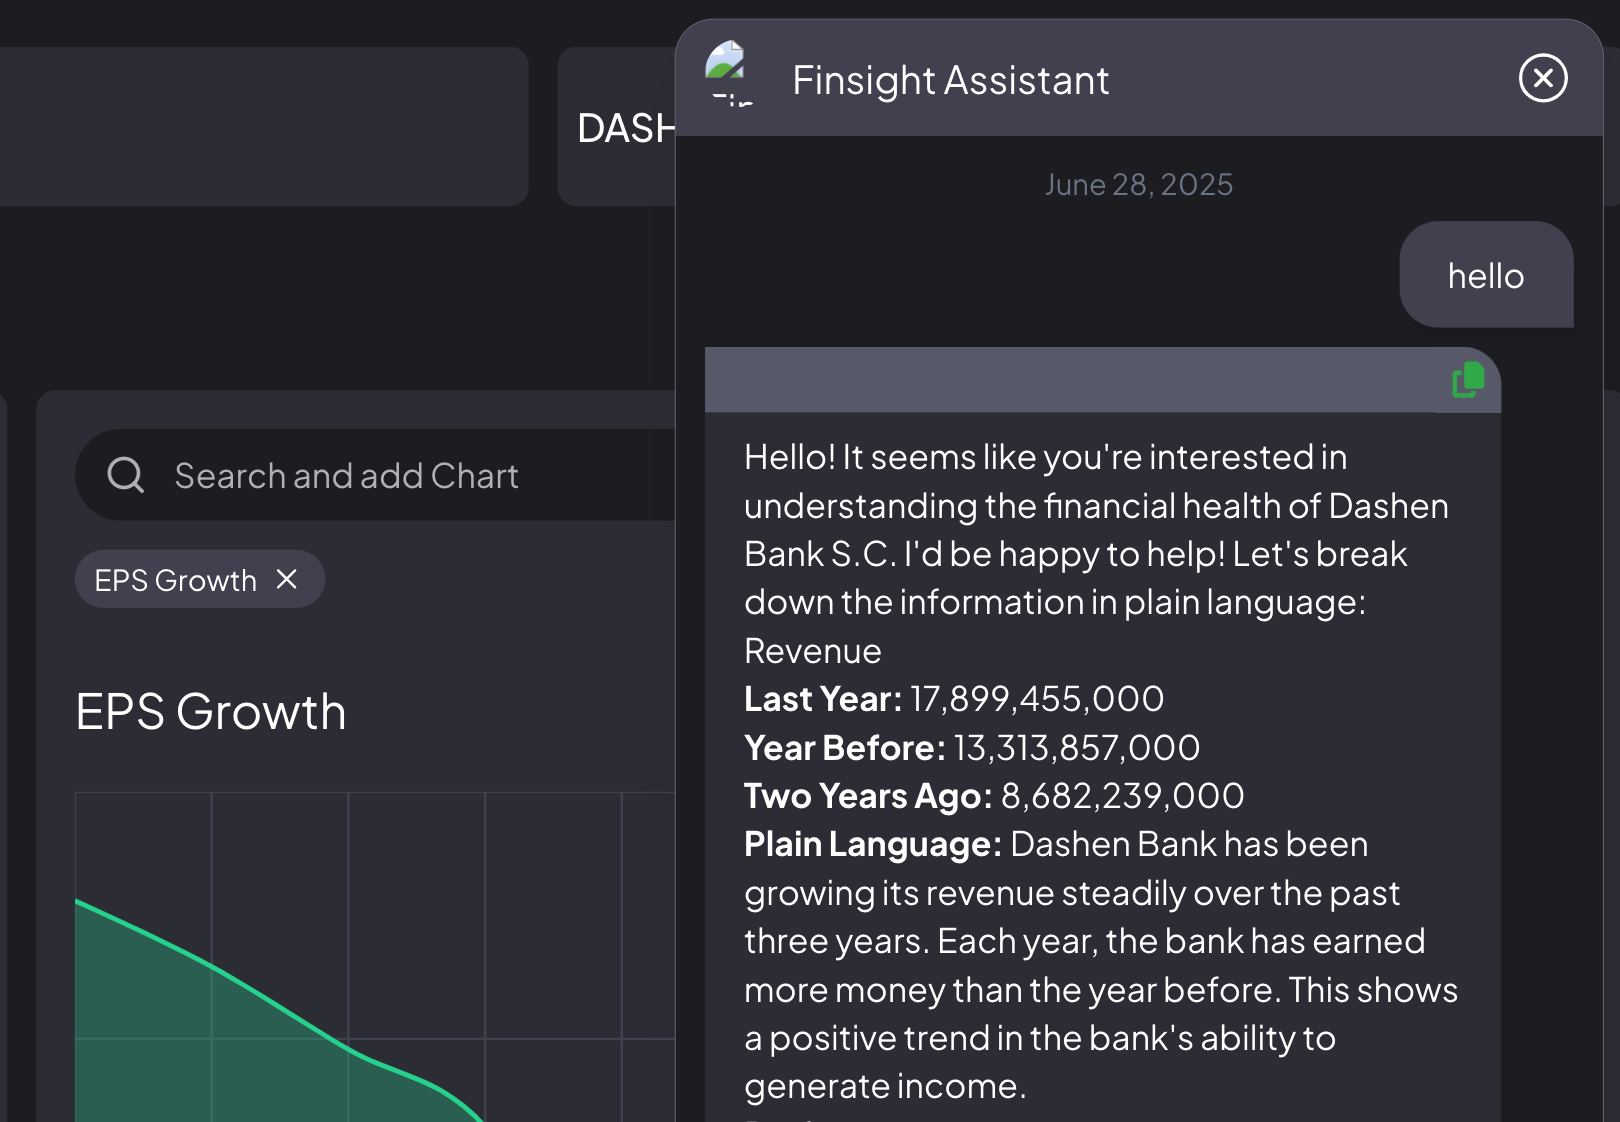 DASH
Search and add Chart
EPS Growth
EPS Growth
Finsight Assistant
June 28, 2025
hello
Hello! It seems like you're interested in
understanding the financial health of Dashen
Bank S.C. I'd be happy to help! Let's break
down the information in plain language:
Revenue
Last Year: 17,899,455,000
Year Before: 13,313,857,000
Two Years Ago: 8,682,239,000
Plain Language: Dashen Bank has been
growing its revenue steadily over the past
three years. Each year, the bank has earned
more money than the year before. This shows
a positive trend in the bank's ability to
generate income.